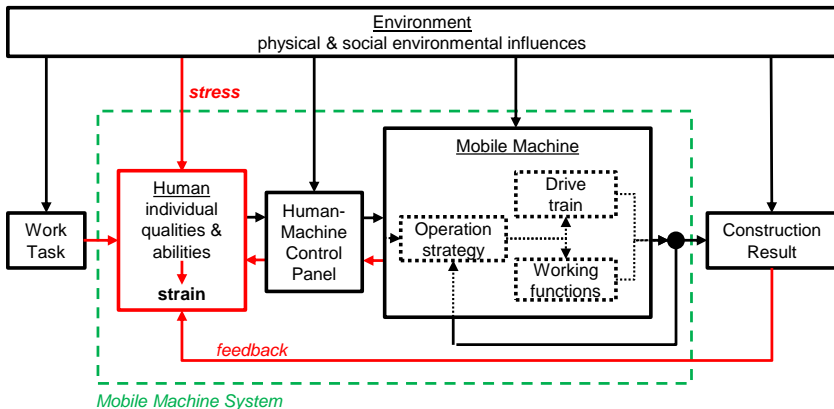 Environment
physical & social environmental influences
stress
Mobile Machine
Human
individual
qualities &
abilities
strain
Work
Task
Human-
Machine
Control
Panel
Operation
strategy
Drive
train
Working
functions
Construction
Result
feedback
Mobile Machine System